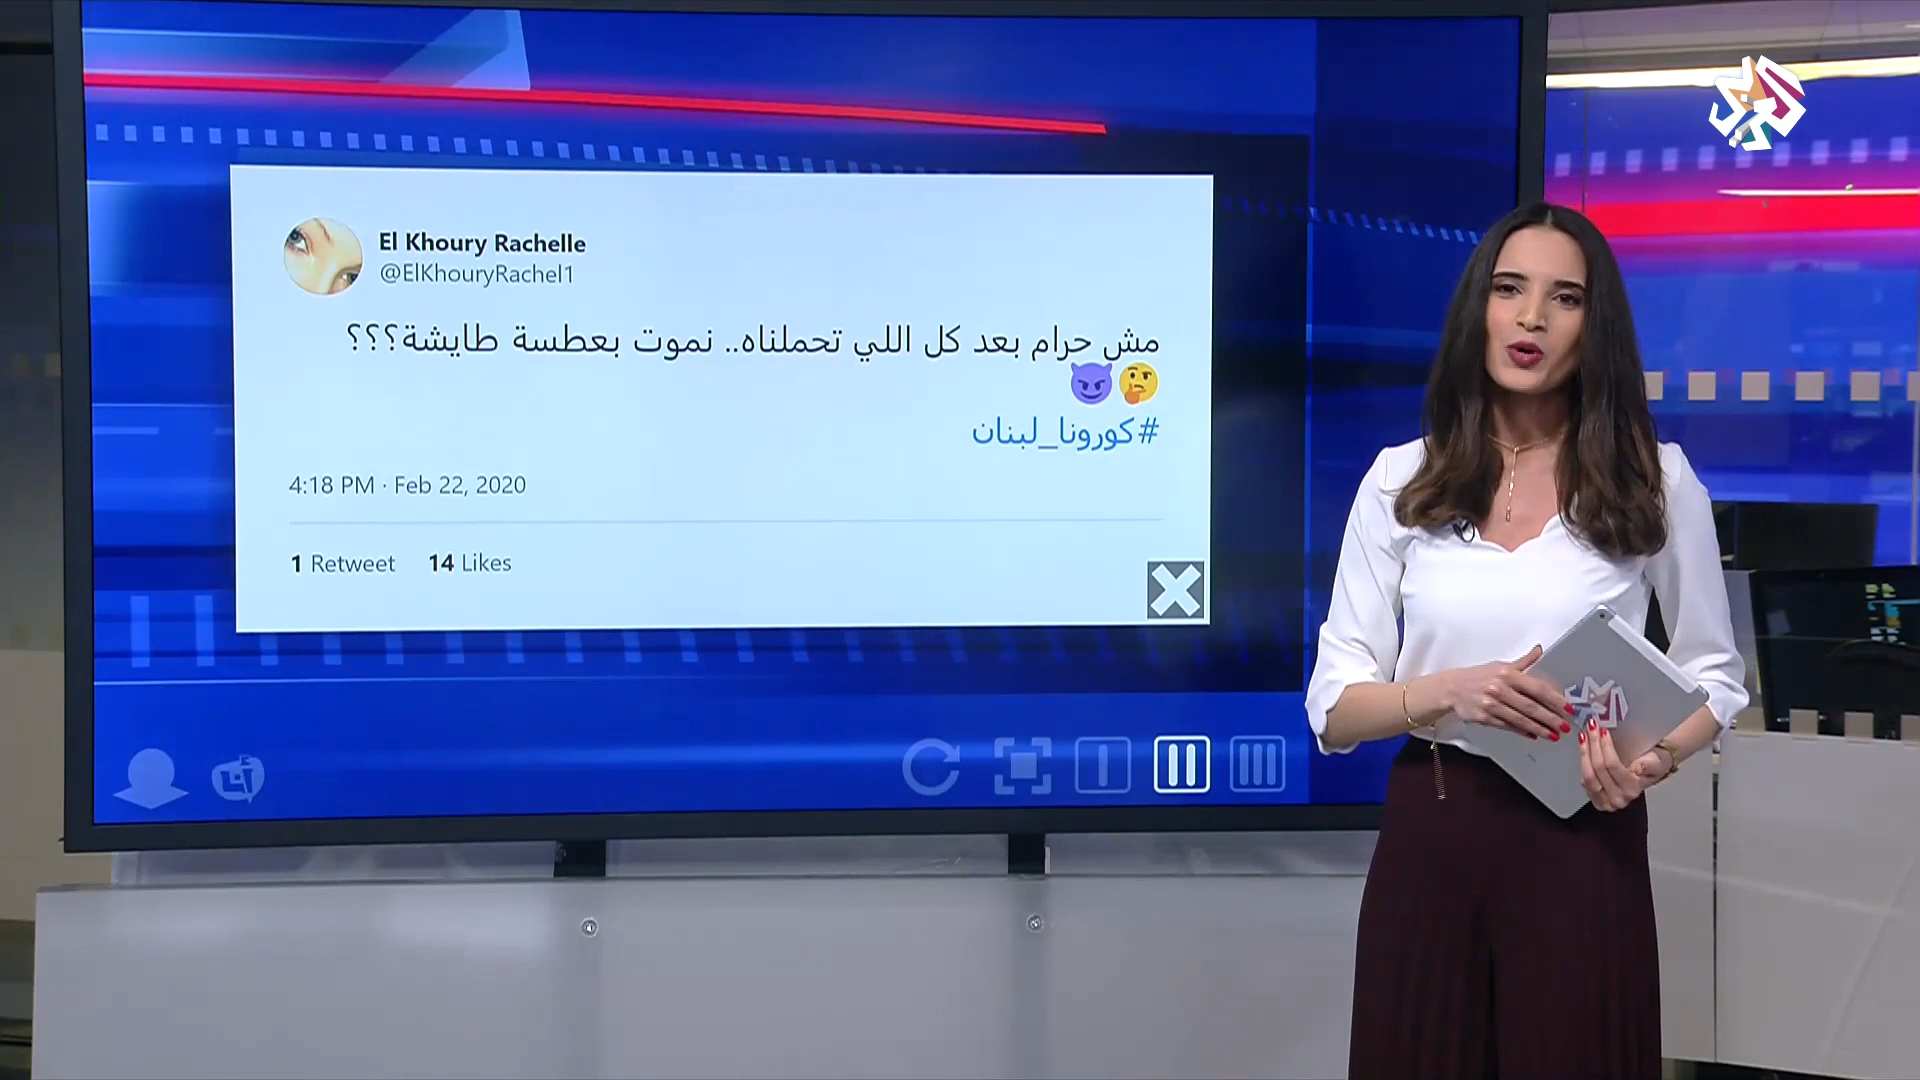 El Khoury Rachelle
@ElKhouryRachel1
مش حرام بعد كل اللي تحملناه.. نموت بعطسة طايشة؟؟؟
🤔😈
#كورونا_لبنان
4:18 PM · Feb 22, 2020
1 Retweet 14 Likes